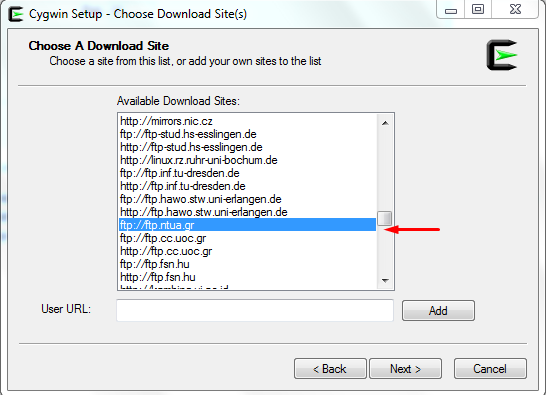 Cygwin Setup - Choose Download Site(s)
Choose A Download Site
Choose a site from this list, or add your own sites to the list
Available Download Sites:
http://mirrors.nic.cz
ftp://ftp-stud.hs-esslingen.de
http://ftp-stud.hs-esslingen.de
http://linux.rz.ruhr-uni-bochum.de
ftp://ftp.inf.tu-dresden.de
http://ftp.inf.tu-dresden.de
ftp://ftp.hawo.stw.uni-erlangen.de
http://ftp.hawo.stw.uni-erlangen.de
ftp://ftp.ntua.gr
ftp://ftp.cc.uoc.gr
http://ftp.cc.uoc.gr
ftp://ftp.fsn.hu
http://ftp.fsn.hu
User URL:
Add
< Back
Next >
Cancel